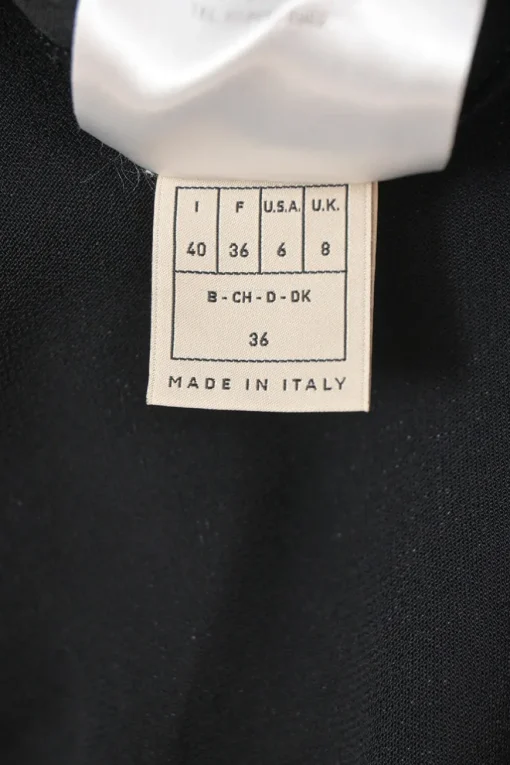 I F U.S.A. U.K.
40 36 6 8
B - CH - D - DK
36
MADE IN ITALY